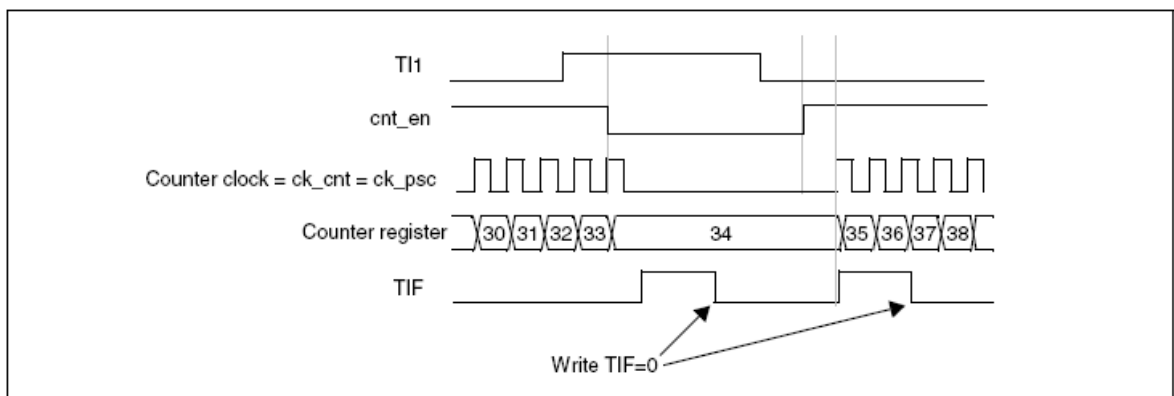 TI1
cnt_en
Counter clock = ck_cnt = ck_psc
Counter register 30 31 32 33 34 35 36 37 38
TIF
Write TIF=0